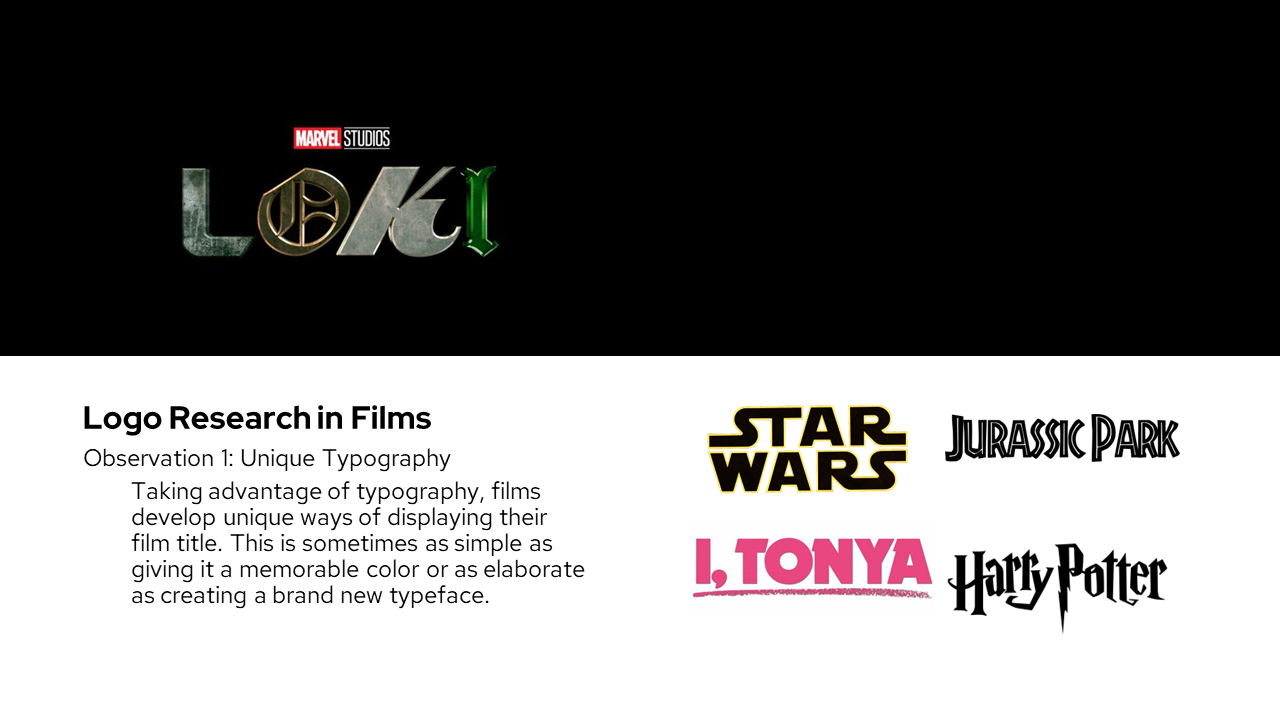 MARVEL STUDIOS
LOKI
Logo Research in Films
Observation 1: Unique Typography
Taking advantage of typography, films
develop unique ways of displaying their
film title. This is sometimes as simple as
giving it a memorable color or as elaborate
as creating a brand new typeface.
STAR
WARS
JURASSIC PARK
I, TONYA
Harry Potter